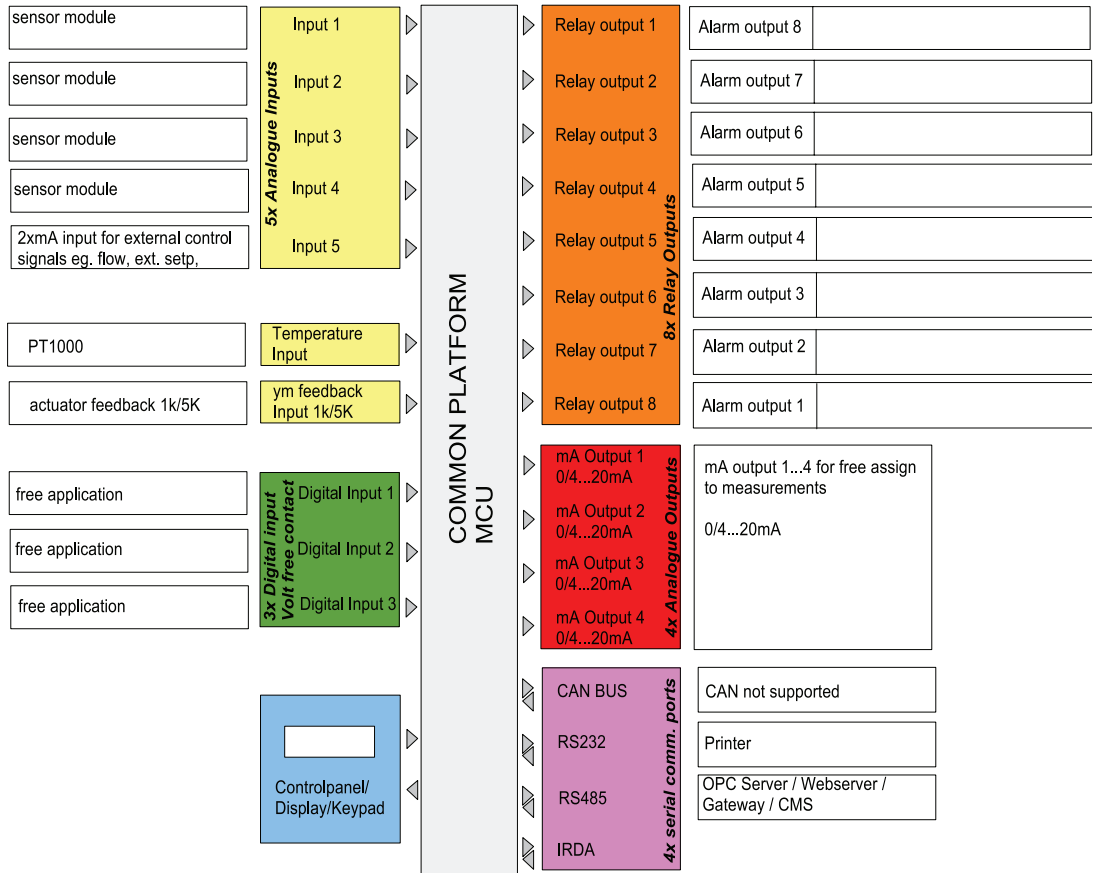 sensor module
sensor module
sensor module
sensor module
2xmA input for external control
signals eg. flow, ext. setp,
PT1000
actuator feedback 1k/5K
free application
free application
free application
5x Analogue Inputs
Input 1
Input 2
Input 3
Input 4
Input 5
Temperature
Input
ym feedback
Input 1k/5K
3x Digital input
Volt free contact
Digital Input 1
Digital Input 2
Digital Input 3
Controlpanel/
Display/Keypad
COMMON PLATFORM
MCU
Relay output 1
Relay output 2
Relay output 3
Relay output 4
Relay output 5
Relay output 6
Relay output 7
Relay output 8
8x Relay Outputs
mA Output 1
0/4...20mA
mA Output 2
0/4...20mA
mA Output 3
0/4...20mA
mA Output 4
0/4...20mA
4x Analogue Outputs
CAN BUS
RS232
RS485
IRDA
4x serial comm. ports
Alarm output 8
Alarm output 7
Alarm output 6
Alarm output 5
Alarm output 4
Alarm output 3
Alarm output 2
Alarm output 1
mA output 1...4 for free assign
to measurements
0/4...20mA
CAN not supported
Printer
OPC Server / Webserver /
Gateway / CMS